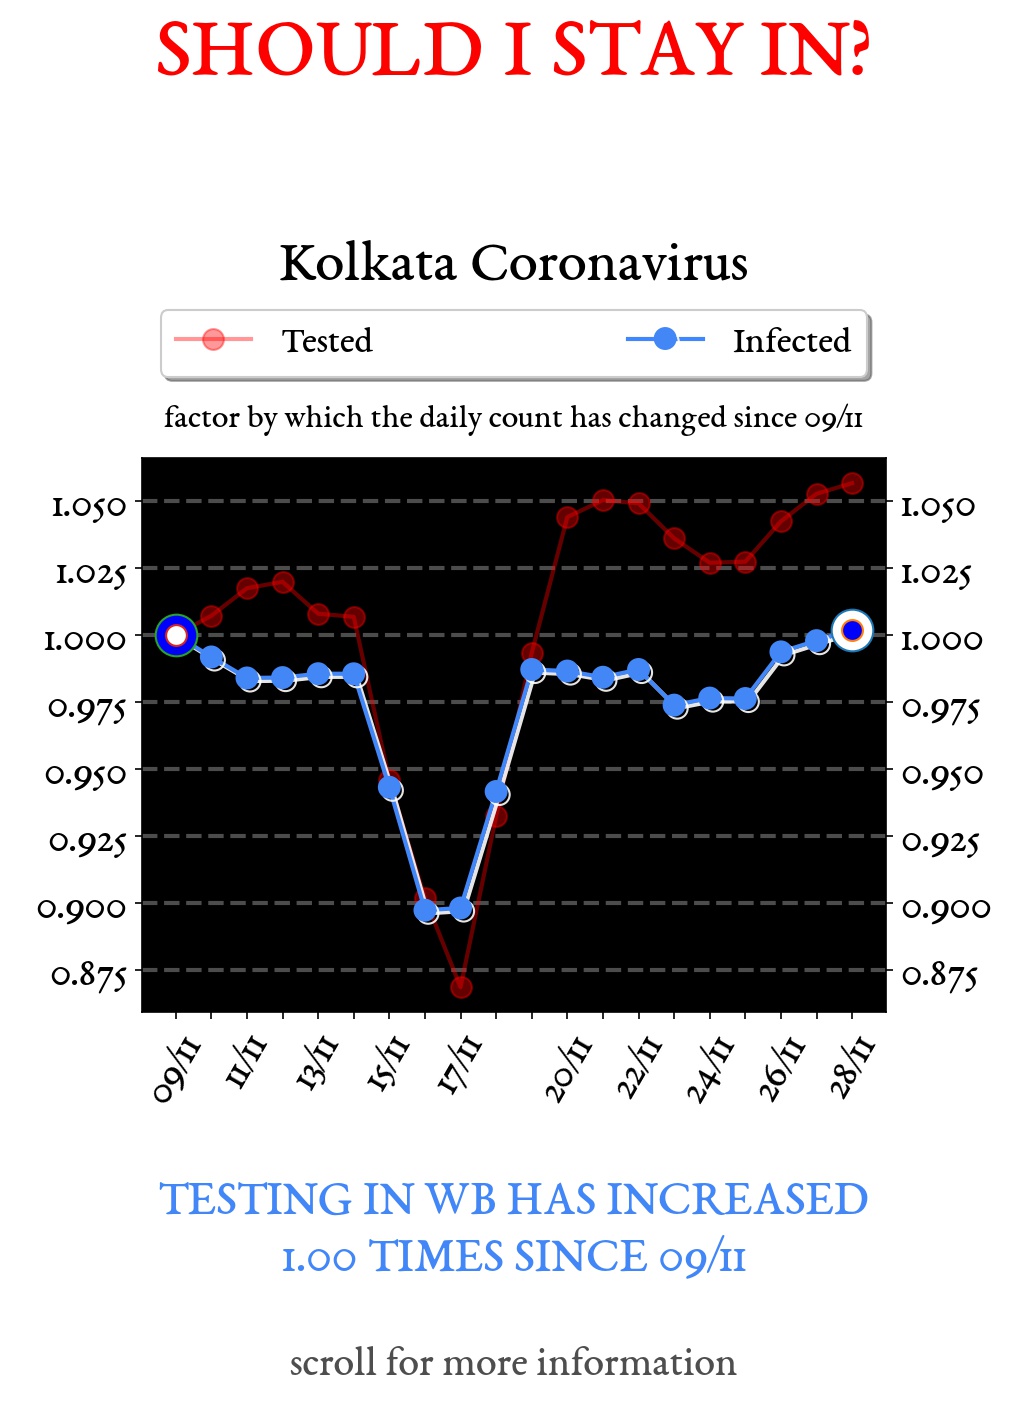 SHOULD I STAY IN?
Kolkata Coronavirus
Tested Infected
factor by which the daily count has changed since 09/11
1.050 1.050
1.025 1.025
1.000 1.000
0.975 0.975
0.950 0.950
0.925 0.925
0.900 0.900
0.875 0.875
09/11 11/11 13/11 15/11 17/11 20/11 22/11 24/11 26/11 28/11
TESTING IN WB HAS INCREASED
1.00 TIMES SINCE 09/11
scroll for more information